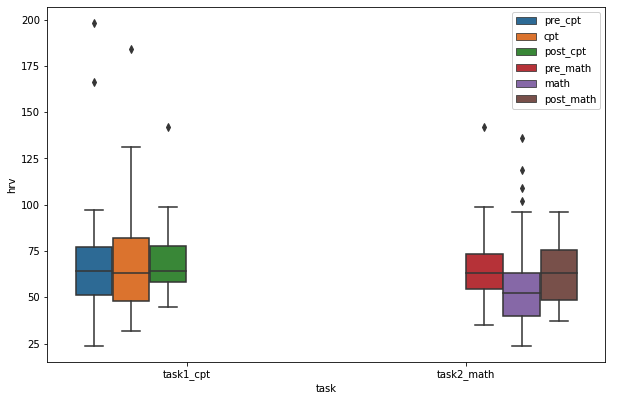 200
175
150
125
100
75
50
25
hrv
pre_cpt
cpt
post_cpt
pre_math
math
post_math
task1_cpt
task2_math
task